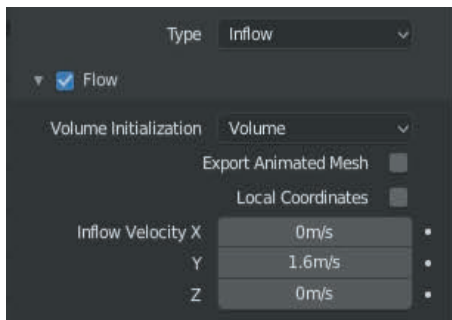 Type Inflow
Flow
Volume Initialization Volume
Export Animated Mesh
Local Coordinates
Inflow Velocity X 0m/s
Y 1.6m/s
Z 0m/s